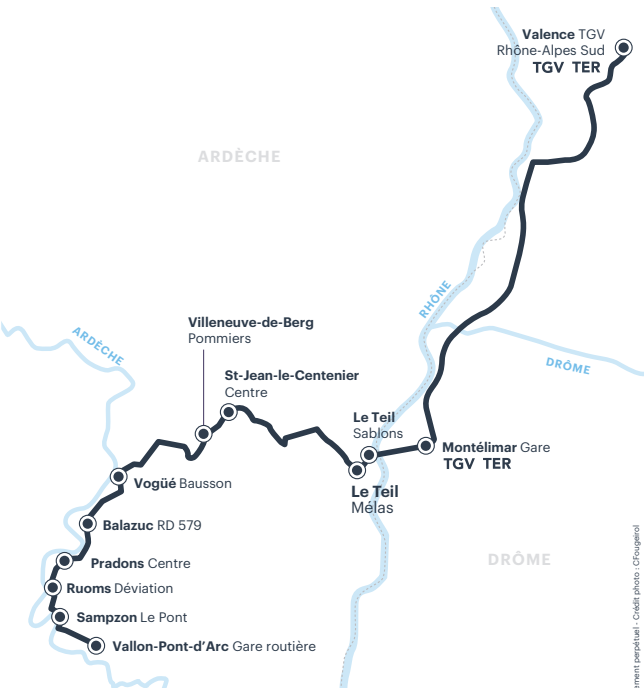 Valence TGV
Rhône-Alpes Sud
TGV TER
ARDÈCHE
RHÔNE
Villeneuve-de-Berg
Pommiers
ARDÈCHE
DRÔME
St-Jean-le-Centenier
Centre
Le Teil
Sablons
Montélimar Gare
TGV TER
Vogüé Bausson
Le Teil
Mélas
Balazuc RD 579
DRÔME
Pradons Centre
Ruoms Déviation
Sampzon Le Pont
Vallon-Pont-d'Arc Gare routière
perpétuel - Crédit photo : CFougeirol